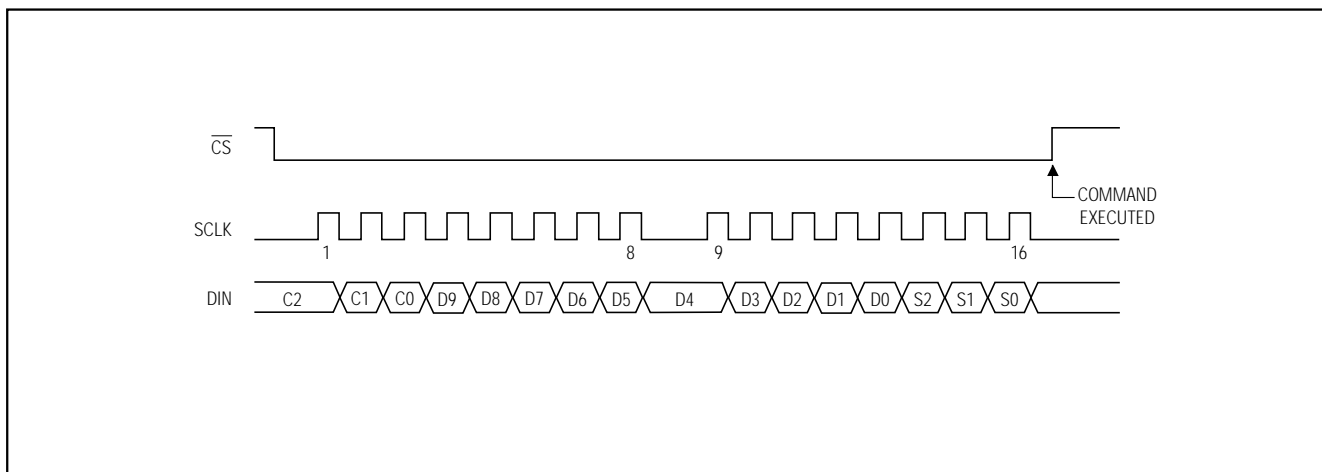 C̅S̅
COMMAND
EXECUTED
SCLK
1 8 9 16
DIN C2 C1 C0 D9 D8 D7 D6 D5 D4 D3 D2 D1 D0 S2 S1 S0